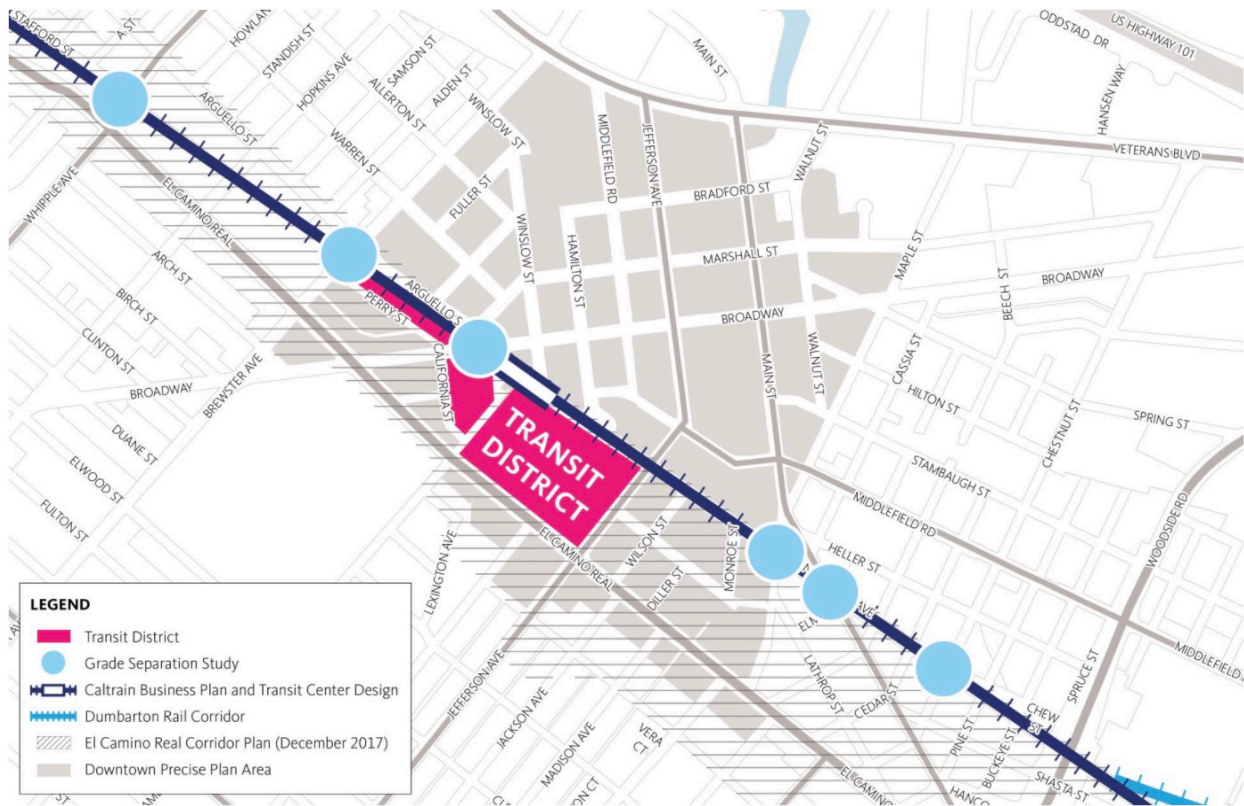 STAFFORD ST
A ST
HOWLAN
STANDISH ST
HOPKINS AVE
SAMSON ST
ALDEN ST
ALLERTON ST
WINSLOW ST
WARREN ST
ARGUELLO ST
WHIPPLE AVE
EL CAMINO REAL
FULLER ST
MAIN ST
MIDDLEFIELD RD
JEFFERSON AVE
WALNUT ST
ODDSTAD DR
US HIGHWAY 101
HANSEN WAY
VETERANS BLVD
BRADFORD ST
WINSLOW ST
HAMILTON ST
MARSHALL ST
MAPLE ST
BEECH ST
BROADWAY
ARCH ST
BIRCH ST
CLINTON ST
BROADWAY
BREWSTER AVE
PERRY ST
ARGUELLO S
CALIFORNIA ST
BROADWAY
MAIN ST
WALNUT ST
CASSIA ST
HILTON ST
CHESTNUT ST
SPRING ST
DUANE ST
ELWOOD ST
FULTON ST
TRANSIT
DISTRICT
STAMBAUGH ST
MIDDLEFIELD RD
WOODSIDE RD
LEXINGTON AVE
EL CAMINO REAL
WILSON ST
DILLER ST
MONROE ST
HELLER ST
AVE
LATHROP ST
CEDAR ST
PINE ST
BUCKEYE ST
CHEW
ST
SPRUCE ST
MIDDLEFIELD
SHASTA ST
JEFFERSON AVE
JACKSON AVE
MADISON AVE
VERA
CT
EL CAMINO
HANCO
ON CT
LEGEND
Transit District
Grade Separation Study
Caltrain Business Plan and Transit Center Design
Dumbarton Rail Corridor
El Camino Real Corridor Plan (December 2017)
Downtown Precise Plan Area